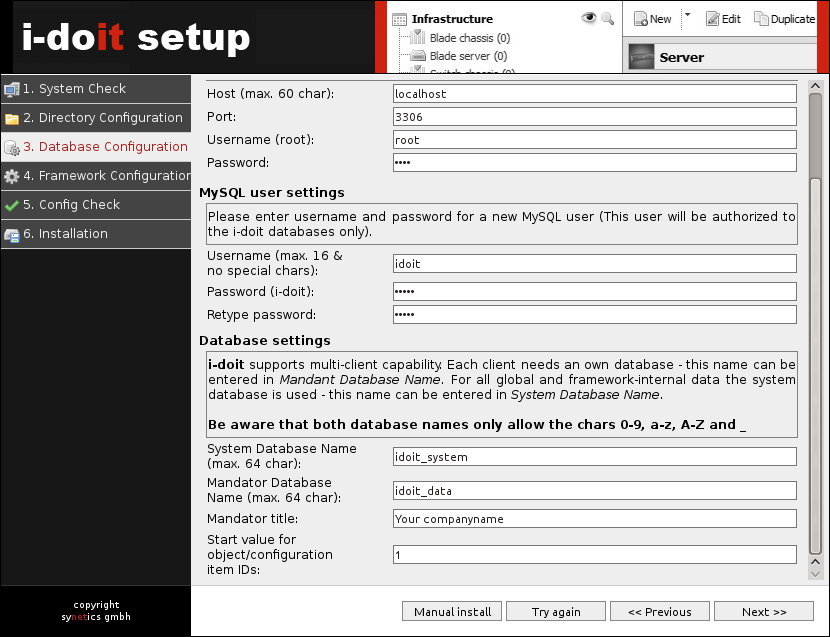 i-doit setup
Infrastructure
Blade chassis (0)
Blade server (0)
Switch chassis (0)
New
Edit
Duplicate
Server
1. System Check
2. Directory Configuration
3. Database Configuration
4. Framework Configuration
5. Config Check
6. Installation
Host (max. 60 char):
localhost
Port:
3306
Username (root):
root
Password:
••••
MySQL user settings
Please enter username and password for a new MySQL user (This user will be authorized to
the i-doit databases only).
Username (max. 16 &
no special chars):
idoit
Password (i-doit):
•••••
Retype password:
•••••
Database settings
i-doit supports multi-client capability. Each client needs an own database - this name can be
entered in Mandant Database Name. For all global and framework-internal data the system
database is used - this name can be entered in System Database Name.
Be aware that both database names only allow the chars 0-9, a-z, A-Z and _
System Database Name
(max. 64 char):
idoit_system
Mandator Database
Name (max. 64 char):
idoit_data
Mandator title:
Your companyname
Start value for
object/configuration
item IDs:
1
copyright
synetics gmbh
Manual install
Try again
<< Previous
Next >>